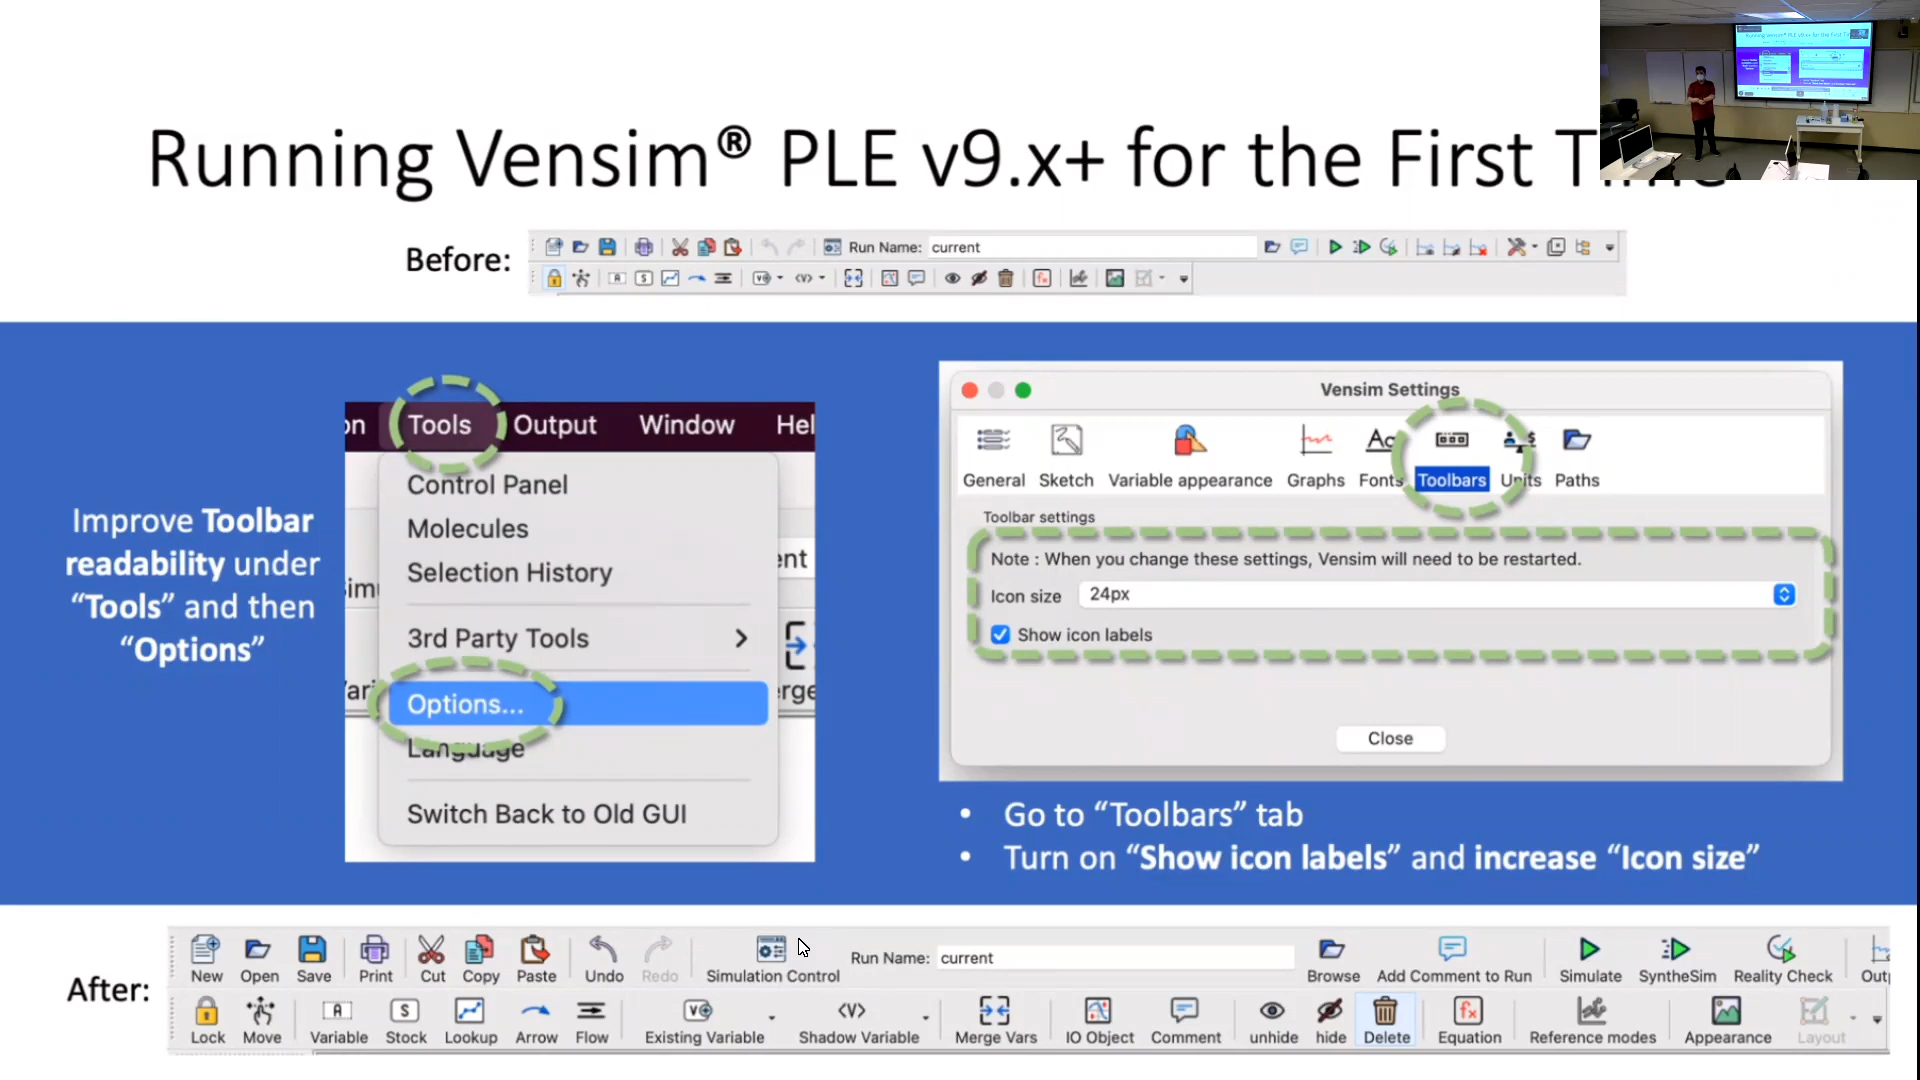 Running Vensim® PLE v9.x+ for the First
Before:
Run Name: current
Improve Toolbar
readability under
“Tools” and then
“Options”
on Tools Output Window Hel
Control Panel
Molecules
Selection History
3rd Party Tools
Options...
Language
Switch Back to Old GUI
Vensim Settings
General Sketch Variable appearance Graphs Fonts Toolbars Units Paths
Toolbar settings
Note : When you change these settings, Vensim will need to be restarted.
Icon size 24px
Show icon labels
Close
• Go to “Toolbars” tab
• Turn on “Show icon labels” and increase “Icon size”
After:
New Open Save Print Cut Copy Paste Undo Redo Simulation Control Run Name: current Browse Add Comment to Run Simulate SyntheSim Reality Check Outp
Lock Move Variable Stock Lookup Arrow Flow Existing Variable Shadow Variable Merge Vars IO Object Comment unhide hide Delete Equation Reference modes Appearance Layout